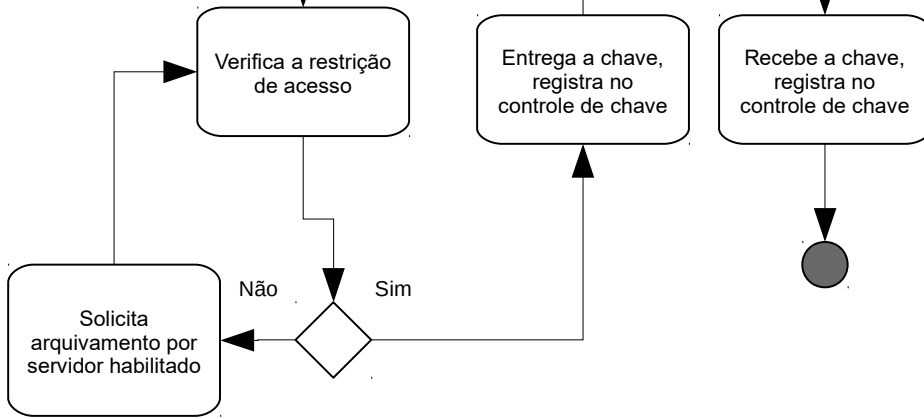 Verifica a restrição
de acesso
Entrega a chave,
registra no
controle de chave
Recebe a chave,
registra no
controle de chave
Não
Sim
Solicita
arquivamento por
servidor habilitado